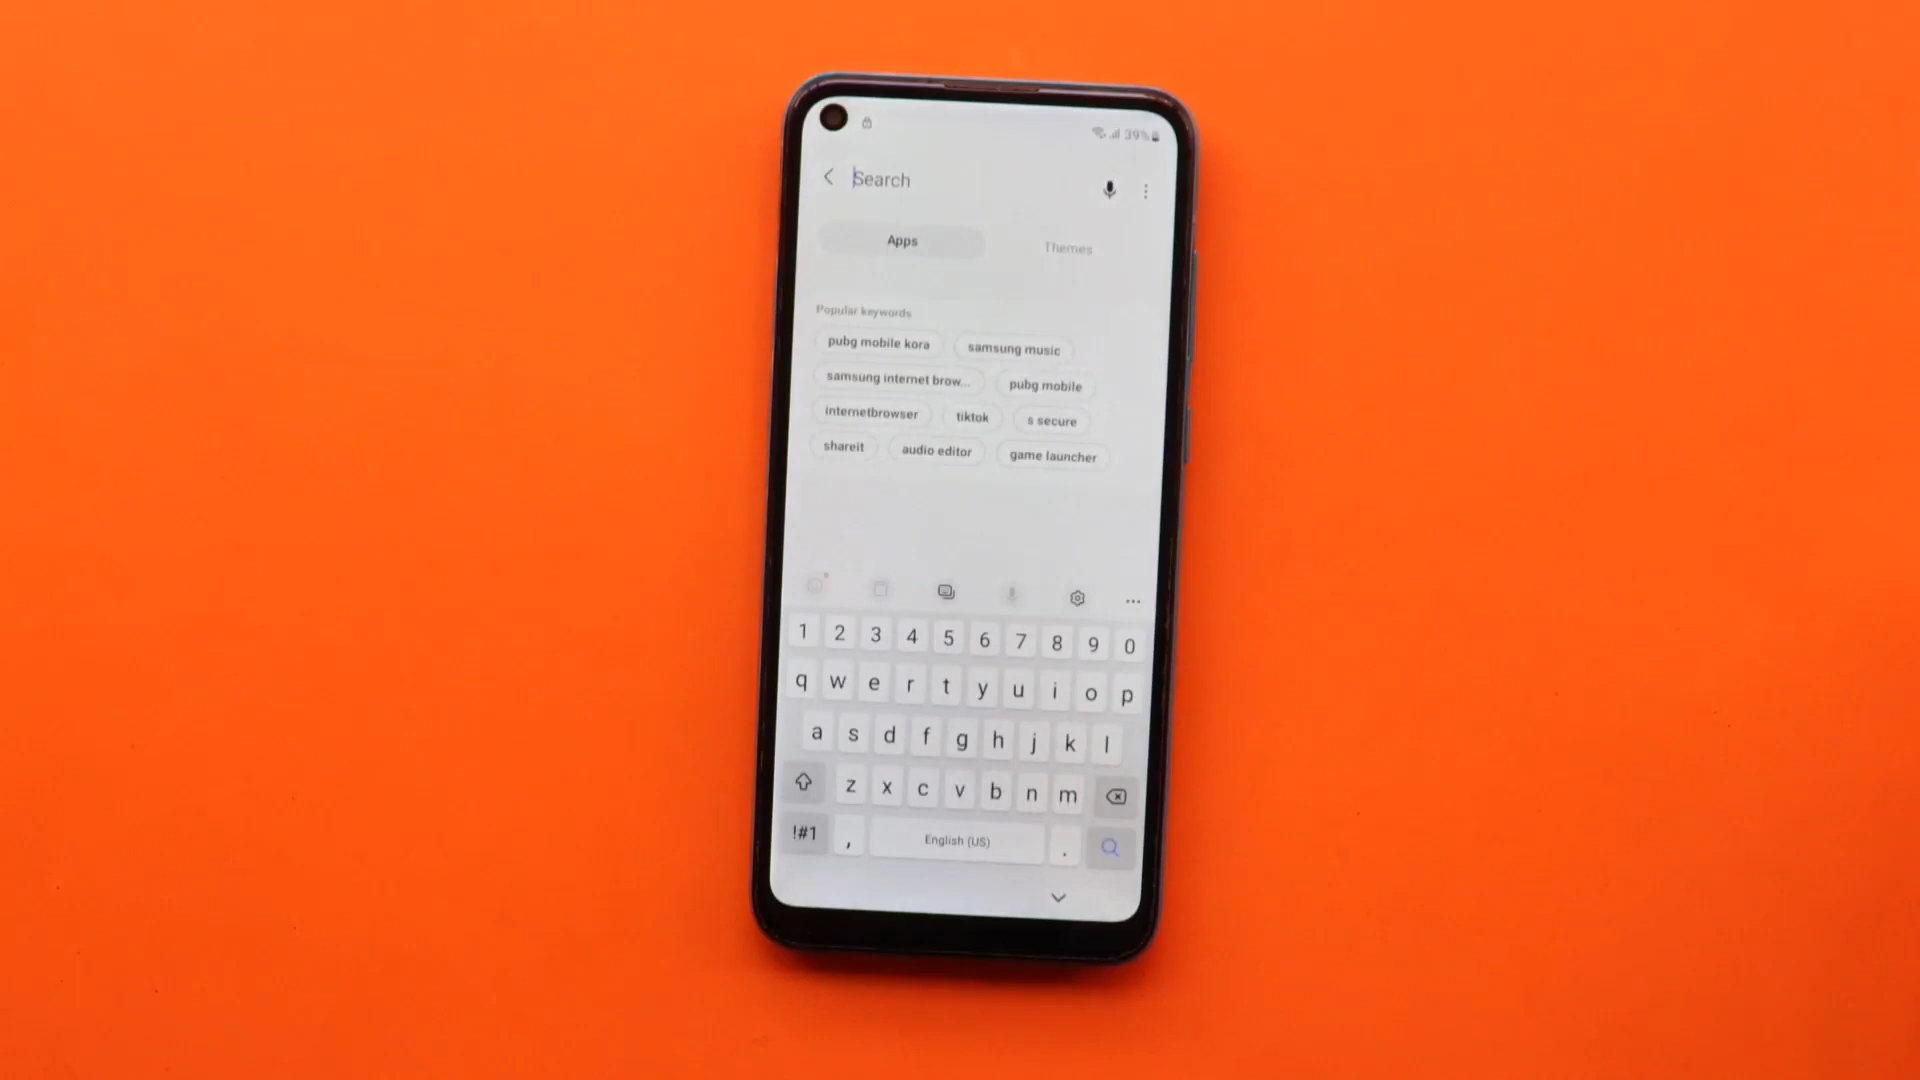 39%
Search
Apps Themes
Popular keywords
pubg mobile kora samsung music
samsung internet brow... pubg mobile
internetbrowser tiktok s secure
shareit audio editor game launcher
1 2 3 4 5 6 7 8 9 0
q w e r t y u i o p
a s d f g h j k l
z x c v b n m
!#1 , English (US) .